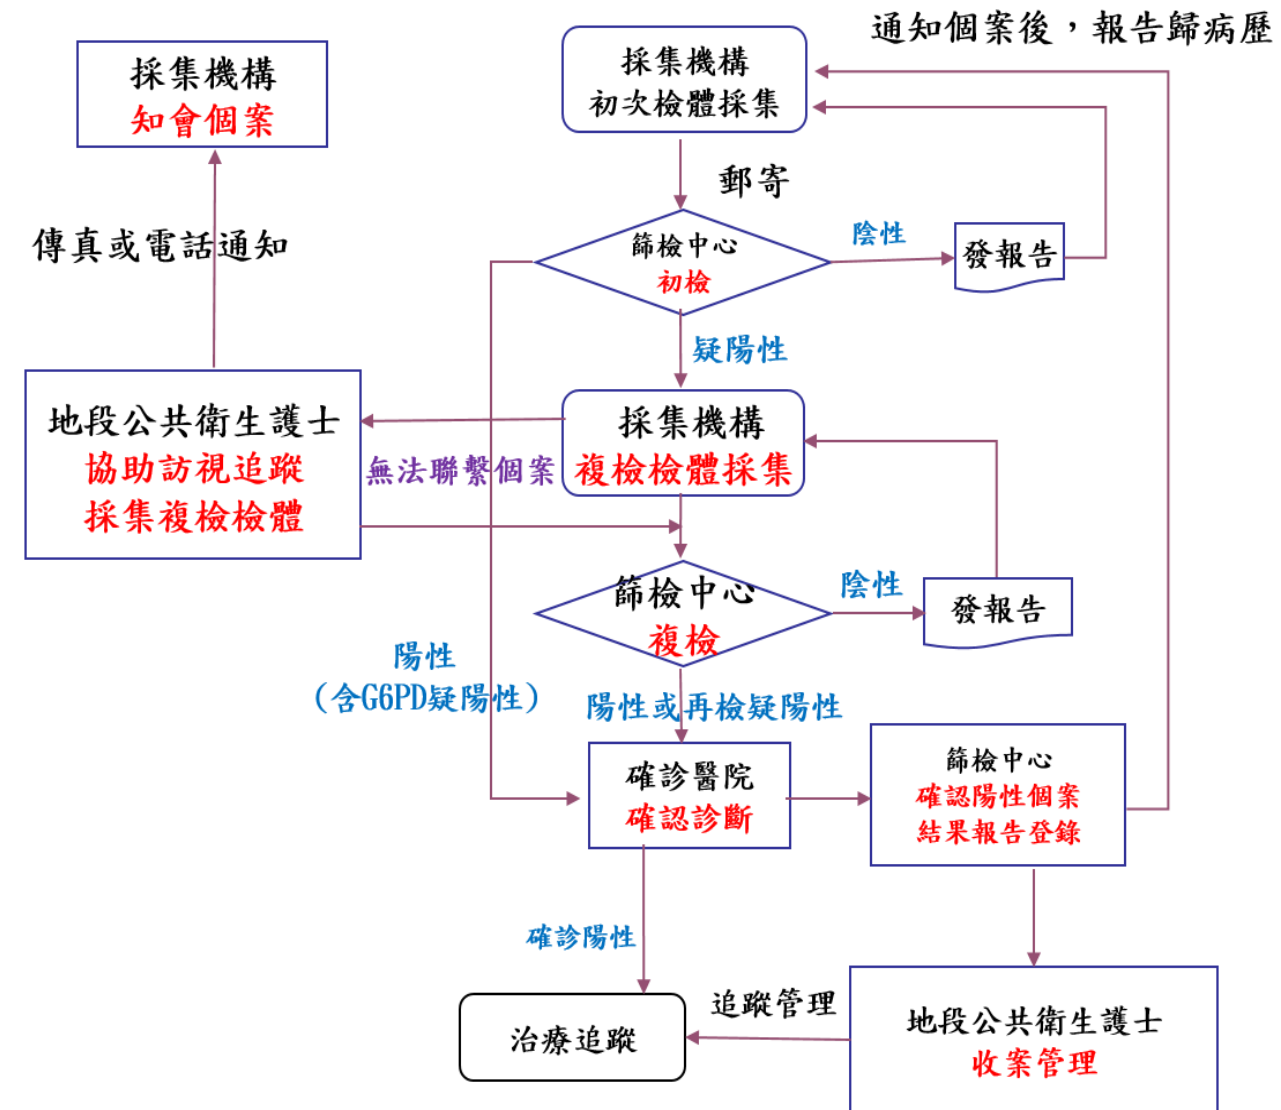 通知個案後，報告歸病歷
採集機構
知會個案
採集機構
初次檢體採集
郵寄
傳真或電話通知
篩檢中心
初檢
陰性
發報告
疑陽性
地段公共衛生護士
協助訪視追蹤
採集複檢檢體
無法聯繫個案
採集機構
複檢檢體採集
篩檢中心
複檢
陰性
發報告
陽性
（含G6PD疑陽性）
陽性或再檢疑陽性
確診醫院
確認診斷
篩檢中心
確認陽性個案
結果報告登錄
確診陽性
治療追蹤
追蹤管理
地段公共衛生護士
收案管理